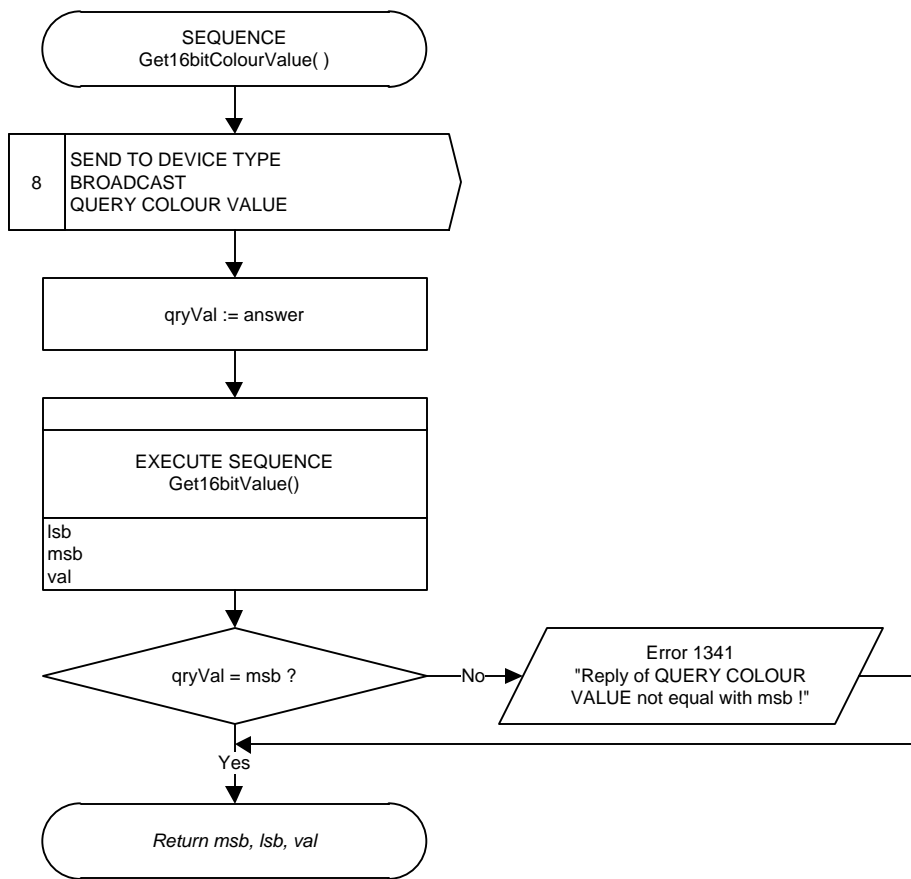 SEQUENCE
Get16bitColourValue( )
8
SEND TO DEVICE TYPE
BROADCAST
QUERY COLOUR VALUE
qryVal := answer
EXECUTE SEQUENCE
Get16bitValue()
lsb
msb
val
qryVal = msb ?
No
Error 1341
"Reply of QUERY COLOUR
VALUE not equal with msb !"
Yes
Return msb, lsb, val